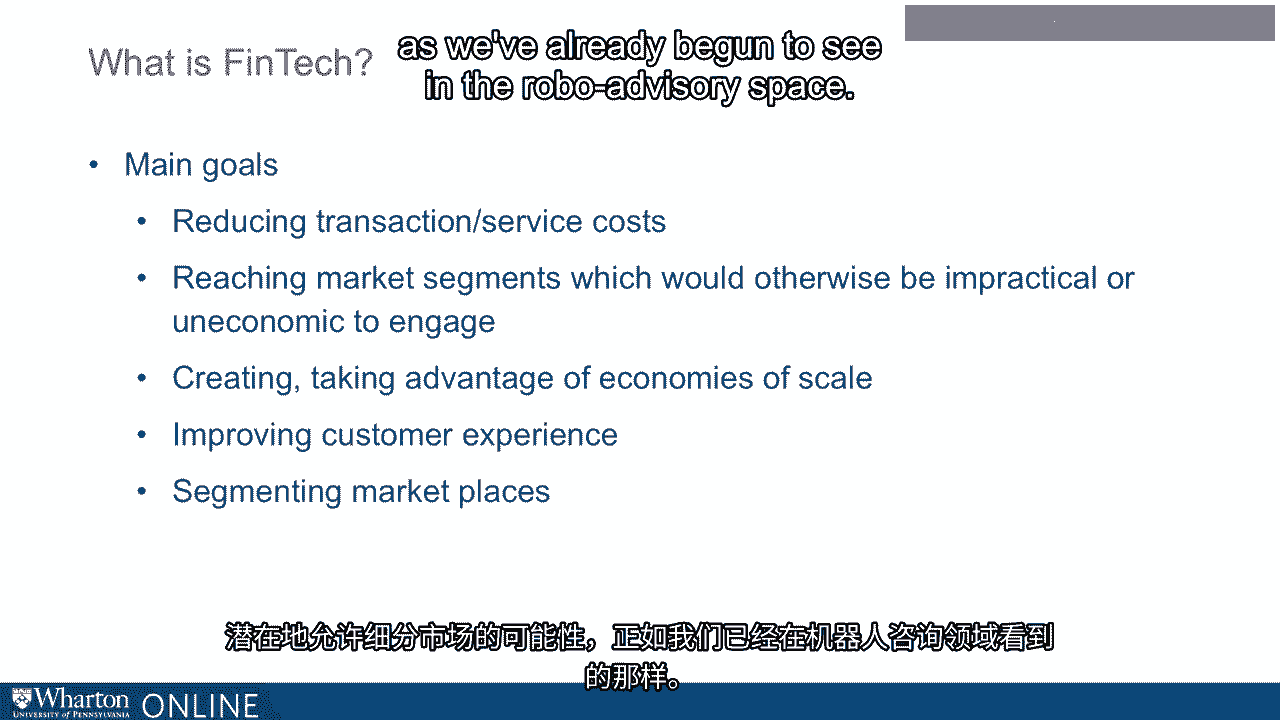 as we've already begun to see
What is FinTech?
in the robo-advisory space.
• Main goals
• Reducing transaction/service costs
• Reaching market segments which would otherwise be impractical or
uneconomic to engage
• Creating, taking advantage of economies of scale
• Improving customer experience
• Segmenting market places
潜在地允许细分市场的可能性，正如我们已经在机器人咨询领域看到
的那样。
Wharton ONLINE
UNIVERSITY of PENNSYLVANIA